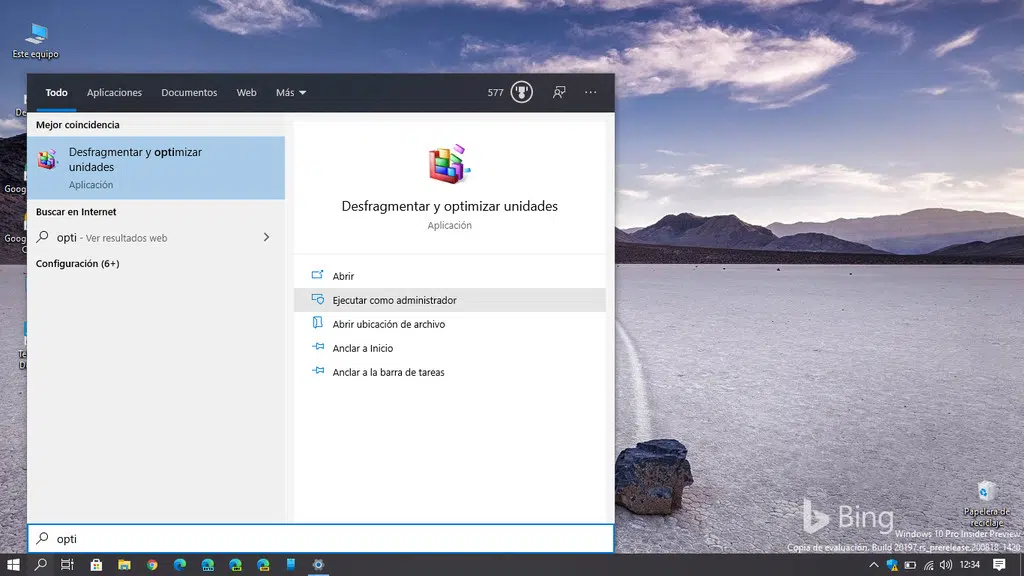 Este equipo
Todo
Aplicaciones
Documentos
Web
Más
577
Mejor coincidencia
Desfragmentar y optimizar
unidades
Aplicación
Buscar en Internet
opti - Ver resultados web
Configuración (6+)
Desfragmentar y optimizar unidades
Aplicación
Abrir
Ejecutar como administrador
Abrir ubicación de archivo
Anclar a Inicio
Anclar a la barra de tareas
opti
Bing
Papelera de
reciclaje
Windows 10 Pro Insider Preview
Copia de evaluación. Build 20197.rs_prerelease.200818-1420
12:34